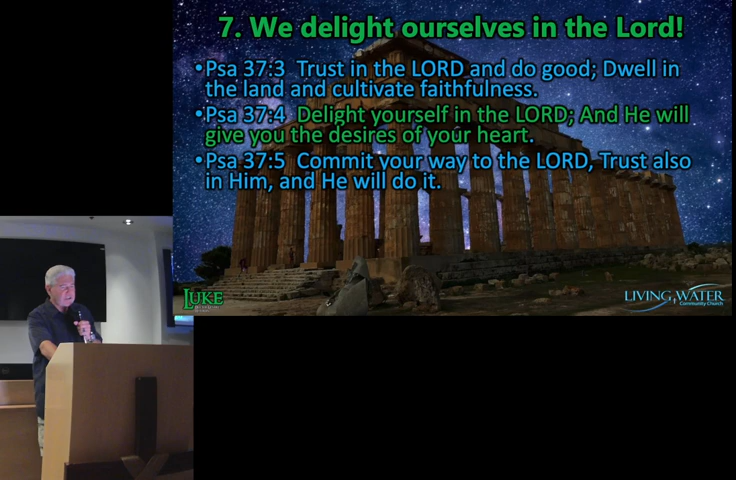 7. We delight ourselves in the Lord!
•Psa 37:3 Trust in the LORD and do good; Dwell in
the land and cultivate faithfulness.
•Psa 37:4 Delight yourself in the LORD; And He will
give you the desires of your heart.
•Psa 37:5 Commit your way to the LORD, Trust also
in Him, and He will do it.
LUKE
LIVING WATER
Community Church